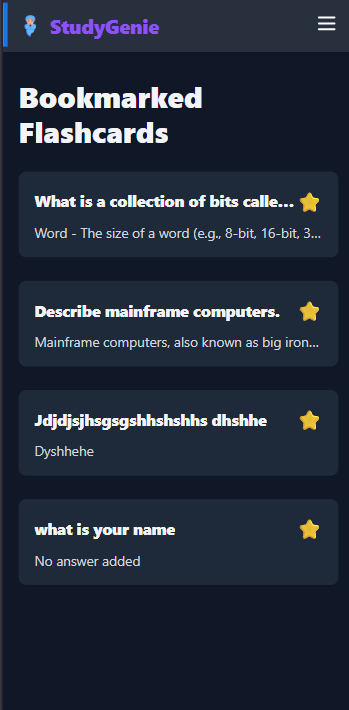 StudyGenie
Bookmarked
Flashcards
What is a collection of bits calle...
Word - The size of a word (e.g., 8-bit, 16-bit, 3...
Describe mainframe computers.
Mainframe computers, also known as big iron...
Jdjdjsjhsgsgshhshshhs dhshhe
Dyshhehe
what is your name
No answer added